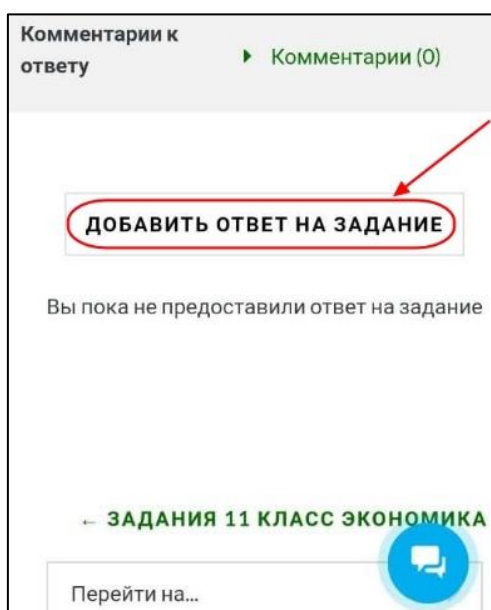 Комментарии к
ответу
Комментарии (0)
ДОБАВИТЬ ОТВЕТ НА ЗАДАНИЕ
Вы пока не предоставили ответ на задание
← ЗАДАНИЯ 11 КЛАСС ЭКОНОМИКА
Перейти на...